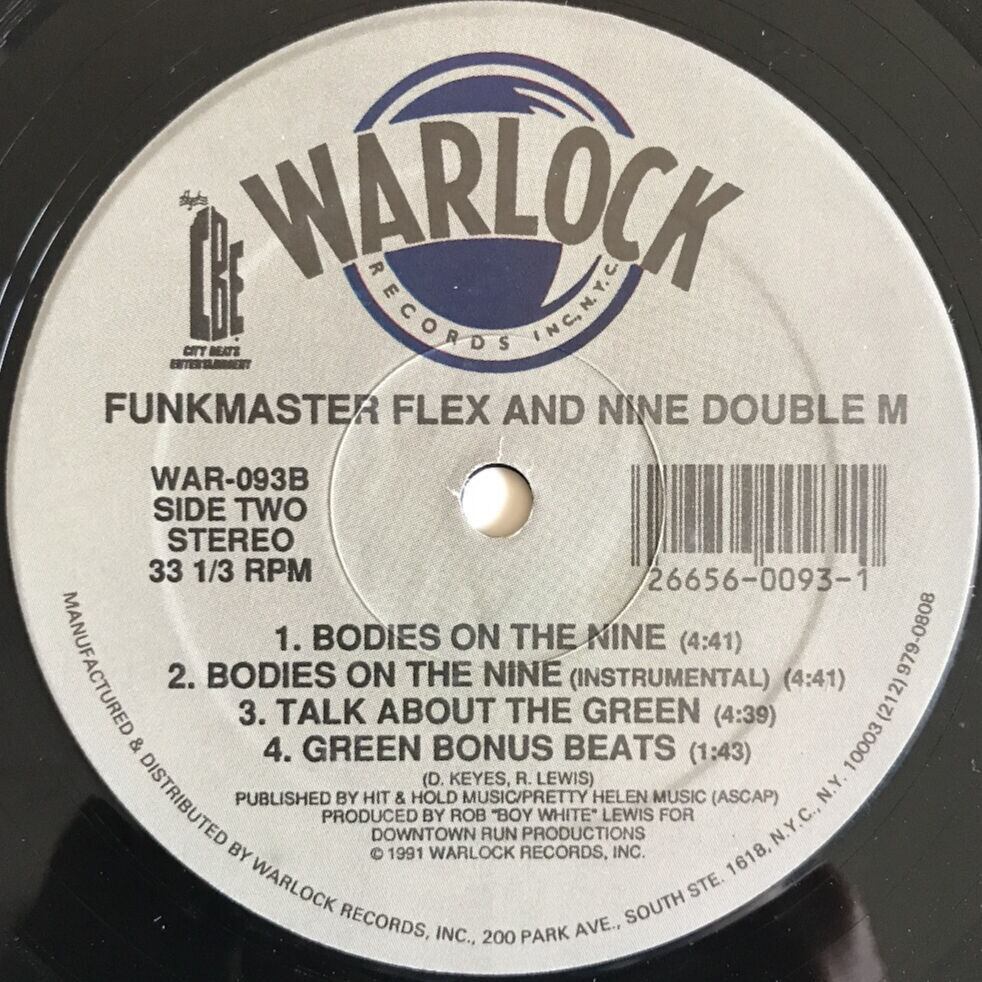 WARLOCK
RECORDS INC, N.Y.C.
CBE
CITY BEATS
ENTERTAINMENT
FUNKMASTER FLEX AND NINE DOUBLE M
WAR-093B
SIDE TWO
STEREO
33 1/3 RPM
26656-0093-1
1. BODIES ON THE NINE (4:41)
2. BODIES ON THE NINE (INSTRUMENTAL) (4:41)
3. TALK ABOUT THE GREEN (4:39)
4. GREEN BONUS BEATS (1:43)
(D. KEYES, R. LEWIS)
PUBLISHED BY HIT & HOLD MUSIC/PRETTY HELEN MUSIC (ASCAP)
PRODUCED BY ROB "BOY WHITE" LEWIS FOR
DOWNTOWN RUN PRODUCTIONS
© 1991 WARLOCK RECORDS, INC.
MANUFACTURED & DISTRIBUTED BY WARLOCK RECORDS, INC., 200 PARK AVE., SOUTH STE. 1618, N.Y.C., N.Y. 10003 (212) 979-0808